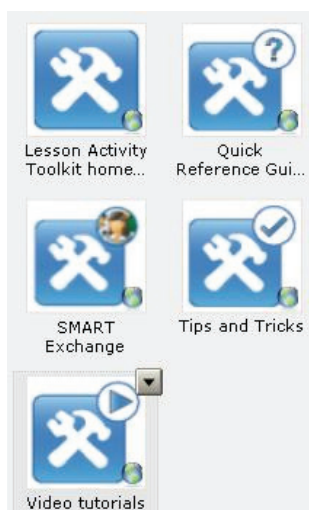 Lesson Activity
Toolkit home...
Quick
Reference Gui...
SMART
Exchange
Tips and Tricks
Video tutorials